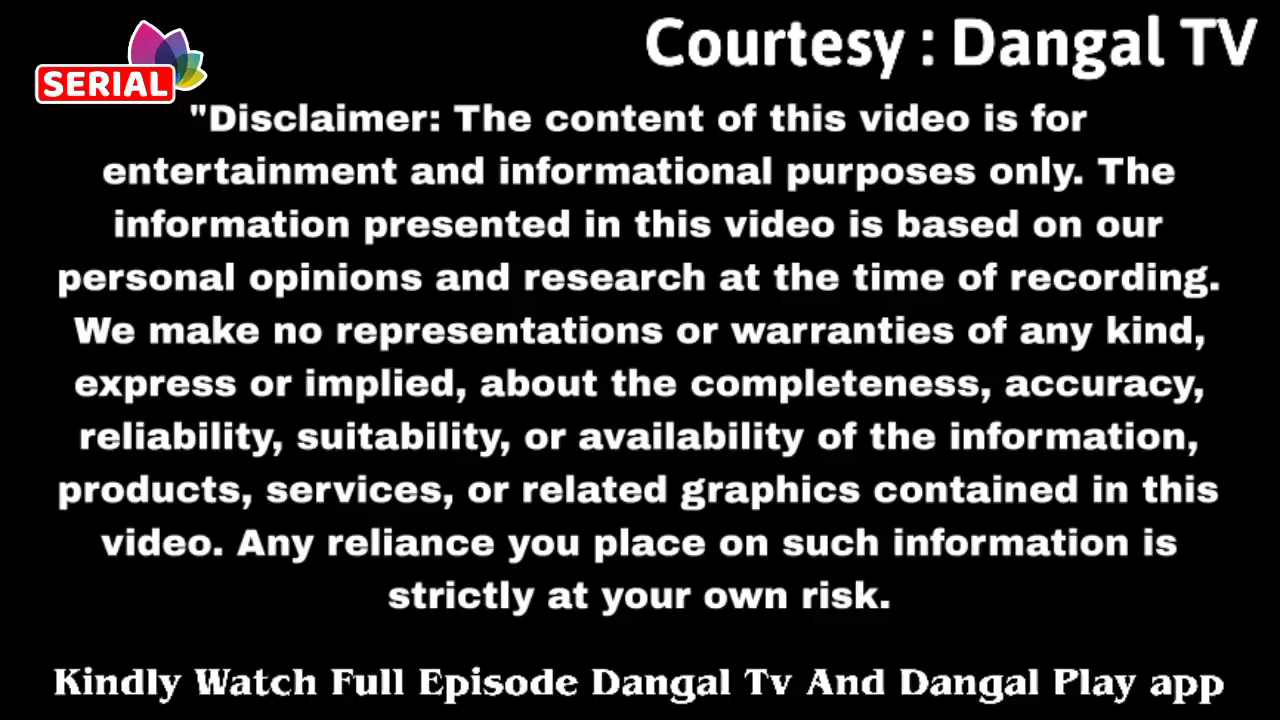 Courtesy : Dangal TV
SERIAL
"Disclaimer: The content of this video is for
entertainment and informational purposes only. The
information presented in this video is based on our
personal opinions and research at the time of recording.
We make no representations or warranties of any kind,
express or implied, about the completeness, accuracy,
reliability, suitability, or availability of the information,
products, services, or related graphics contained in this
video. Any reliance you place on such information is
strictly at your own risk.
Kindly Watch Full Episode Dangal Tv And Dangal Play app